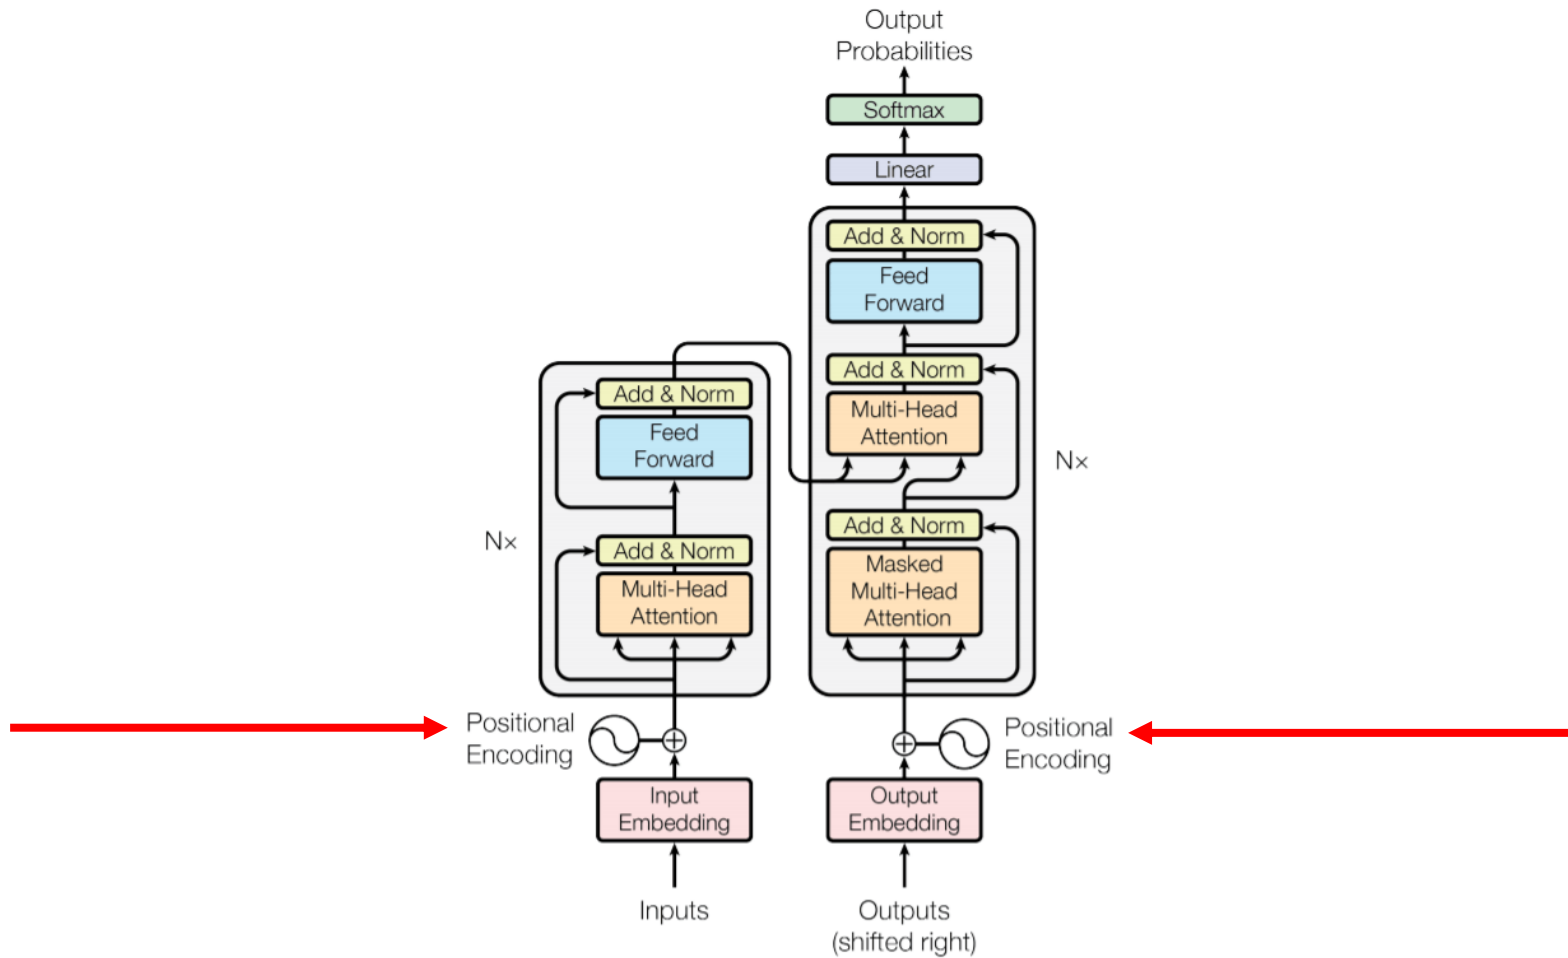 Output
Probabilities
Softmax
Linear
Add & Norm
Feed
Forward
Add & Norm
Multi-Head
Attention
Nx
Add & Norm
Masked
Multi-Head
Attention
Add & Norm
Feed
Forward
Nx
Add & Norm
Multi-Head
Attention
Positional
Encoding
Positional
Encoding
Input
Embedding
Output
Embedding
Inputs
Outputs
(shifted right)